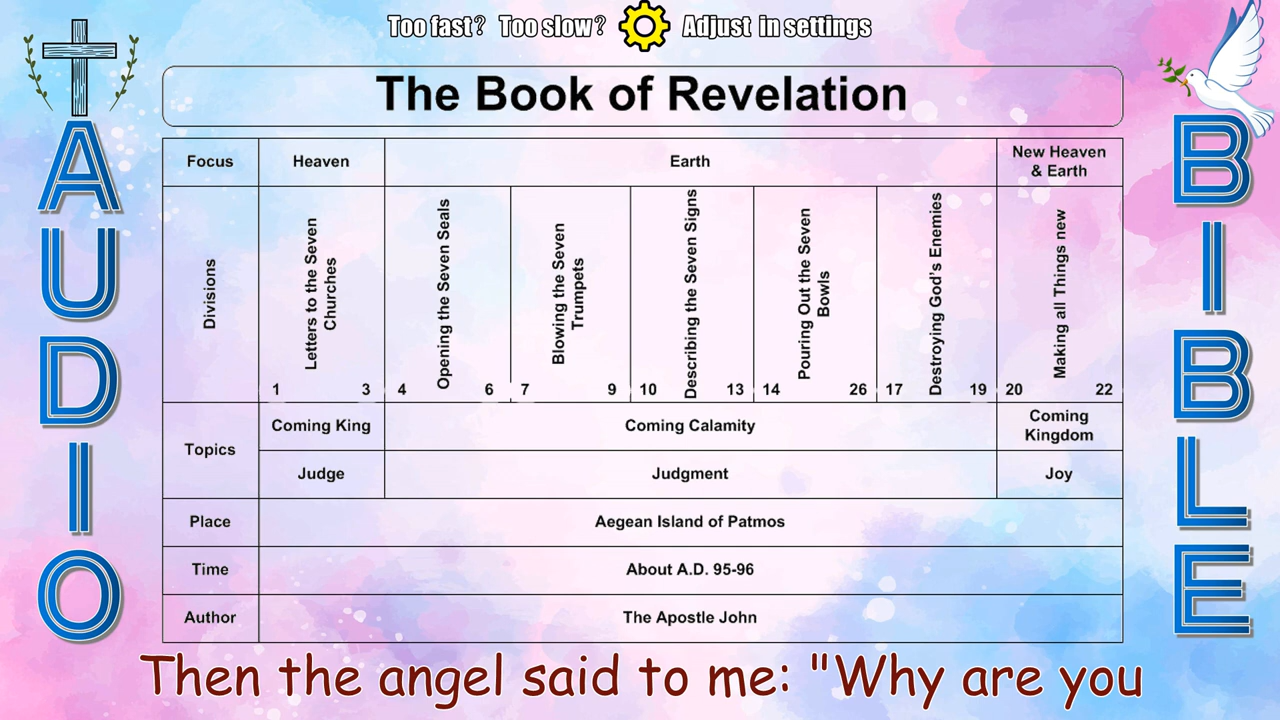 Too fast? Too slow? Adjust in settings
The Book of Revelation
AUDIO
BIBLE
Focus Heaven Earth New Heaven
& Earth
Divisions
Letters to the Seven
Churches
1 3
Opening the Seven Seals
4 6
Blowing the Seven
Trumpets
7 9
Describing the Seven Signs
10 13
Pouring Out the Seven
Bowls
14 26
Destroying God's Enemies
17 19
Making all Things new
20 22
Topics
Coming King Coming Calamity Coming
Kingdom
Judge Judgment Joy
Place Aegean Island of Patmos
Time About A.D. 95-96
Author The Apostle John
Then the angel said to me: "Why are you